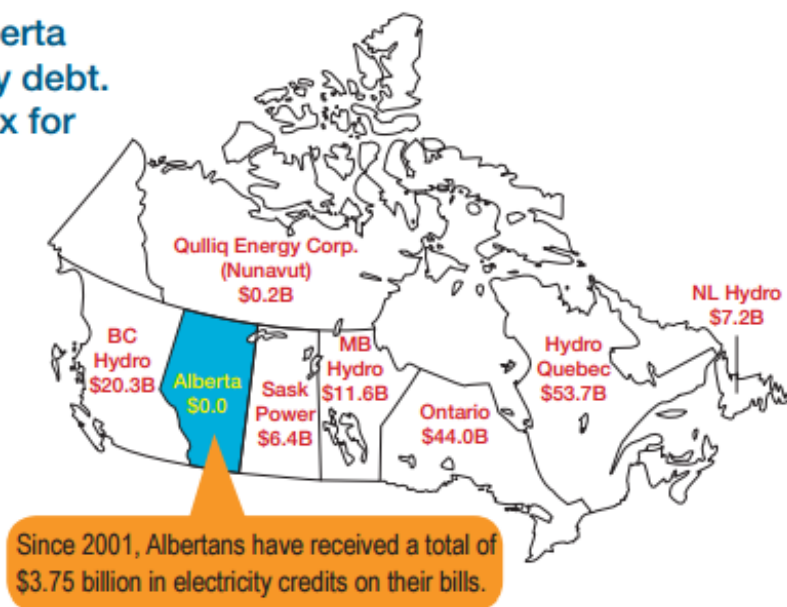 erta
y debt.
x for
Qulliq Energy Corp.
(Nunavut)
$0.2B
NL Hydro
$7.2B
BC
Hydro
$20.3B
Alberta
$0.0
Sask
Power
$6.4B
MB
Hydro
$11.6B
Ontario
$44.0B
Hydro
Quebec
$53.7B
Since 2001, Albertans have received a total of
$3.75 billion in electricity credits on their bills.